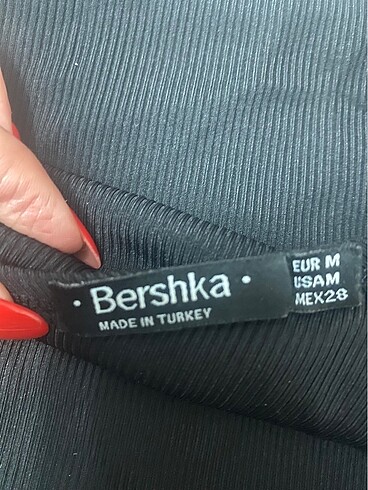 • Bershka •
MADE IN TURKEY
EUR M
USA M
MEX 28